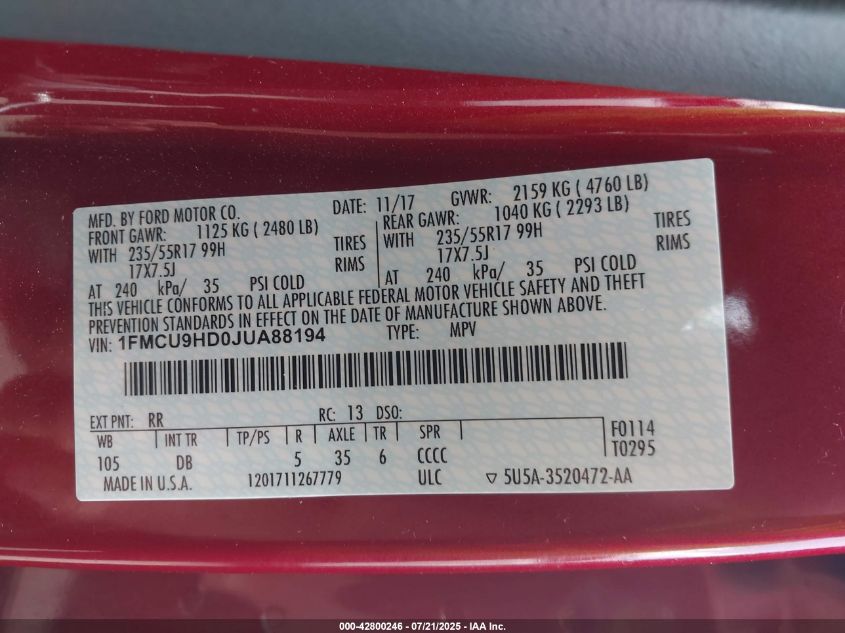 MFD. BY FORD MOTOR CO. DATE: 11/17 GVWR: 2159 KG ( 4760 LB)
FRONT GAWR: 1125 KG ( 2480 LB) REAR GAWR: 1040 KG ( 2293 LB)
WITH 235/55R17 99H TIRES WITH 235/55R17 99H TIRES
17X7.5J RIMS 17X7.5J RIMS
AT 240 kPa/ 35 PSI COLD AT 240 kPa/ 35 PSI COLD
THIS VEHICLE CONFORMS TO ALL APPLICABLE FEDERAL MOTOR VEHICLE SAFETY AND THEFT
PREVENTION STANDARDS IN EFFECT ON THE DATE OF MANUFACTURE SHOWN ABOVE.
VIN: 1FMCU9HD0JUA88194 TYPE: MPV
EXT PNT: RR RC: 13 DSO:
WB INT TR TP/PS R AXLE TR SPR F0114
105 DB 5 35 6 CCCC T0295
MADE IN U.S.A. 1201711267779 ULC ▽ 5U5A-3520472-AA
000-42800246 - 07/21/2025 - IAA Inc.